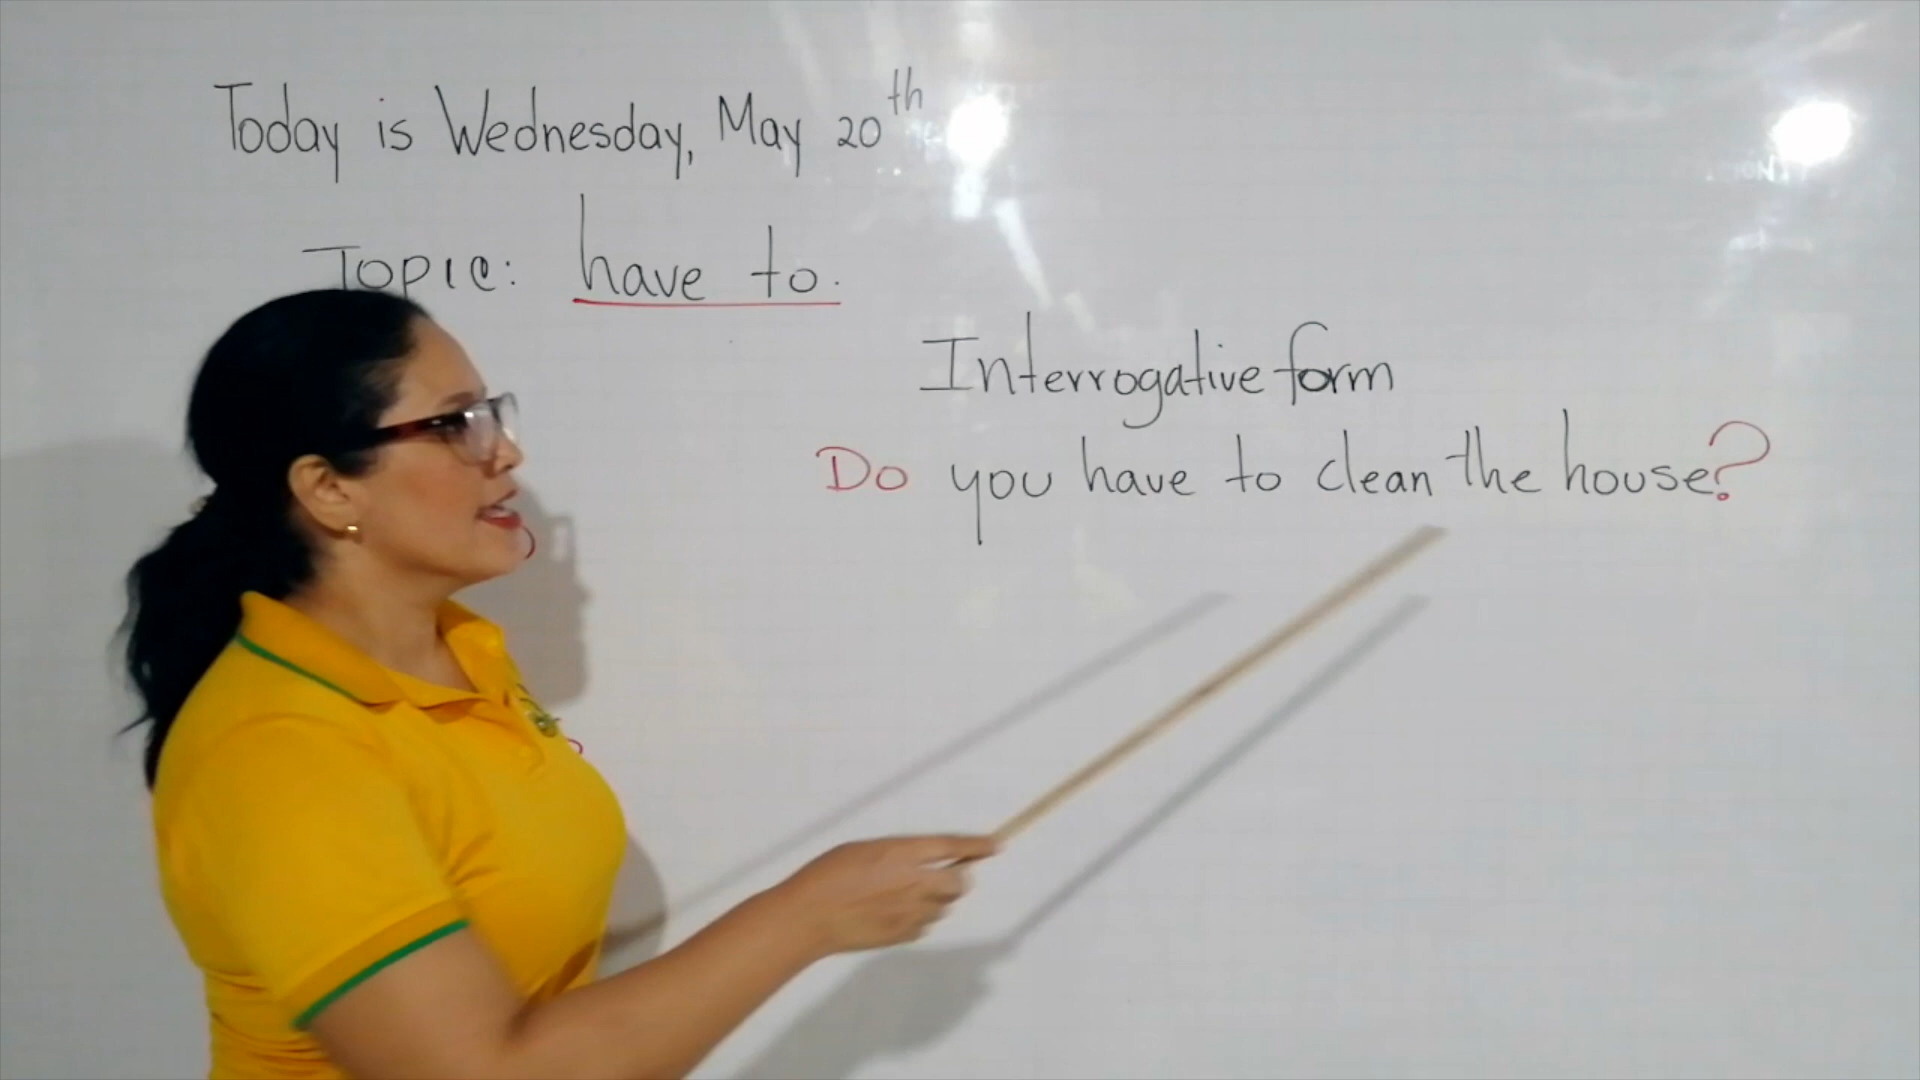 Today is Wednesday, May 20th
Topic: have to.
Interrogative form
Do you have to clean the house?